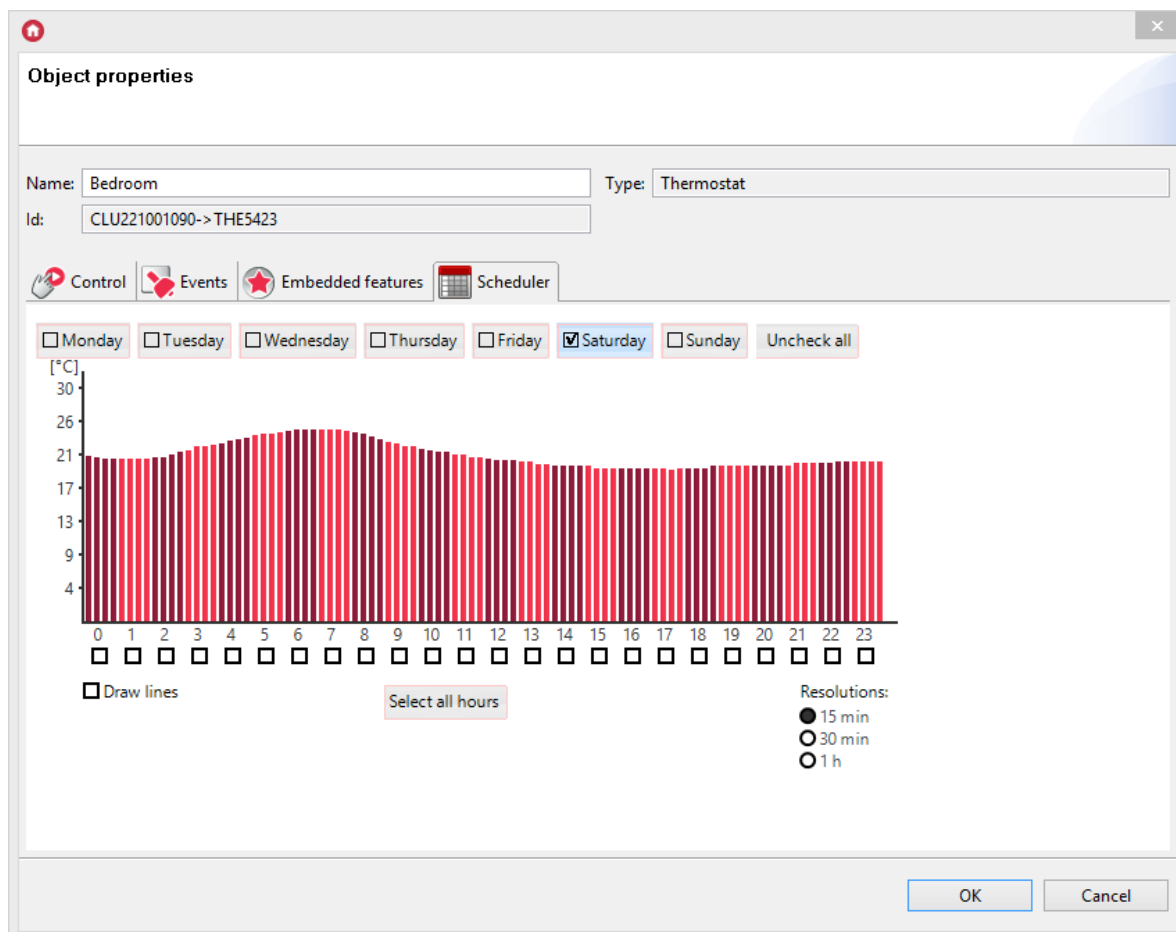 Object properties
Name: Bedroom Type: Thermostat
Id: CLU221001090->THE5423
Control Events Embedded features Scheduler
Monday Tuesday Wednesday Thursday Friday Saturday Sunday Uncheck all
[°C]
30
26
21
17
13
9
4
0 1 2 3 4 5 6 7 8 9 10 11 12 13 14 15 16 17 18 19 20 21 22 23
Draw lines Select all hours Resolutions:
15 min
30 min
1 h
OK Cancel